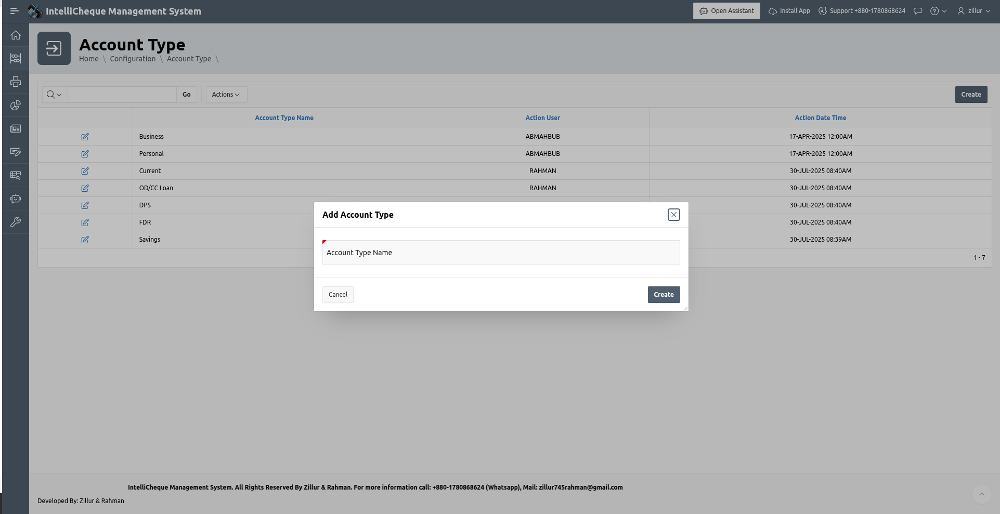 IntelliCheque Management System
Open Assistant
Install App
Support +880-1780868624
zillur
Account Type
Home \ Configuration \ Account Type \
Go
Actions
Create
Account Type Name Action User Action Date Time
Business ABMAHBUB 17-APR-2025 12:00AM
Personal ABMAHBUB 17-APR-2025 12:00AM
Current RAHMAN 30-JUL-2025 08:40AM
OD/CC Loan RAHMAN 30-JUL-2025 08:40AM
DPS 30-JUL-2025 08:40AM
FDR 30-JUL-2025 08:40AM
Savings 30-JUL-2025 08:39AM
1 - 7
Add Account Type
Account Type Name
Cancel
Create
IntelliCheque Management System. All Rights Reserved By Zillur & Rahman. For more information call: +880-1780868624 (Whatsapp), Mail: zillur745rahman@gmail.com
Developed By: Zillur & Rahman